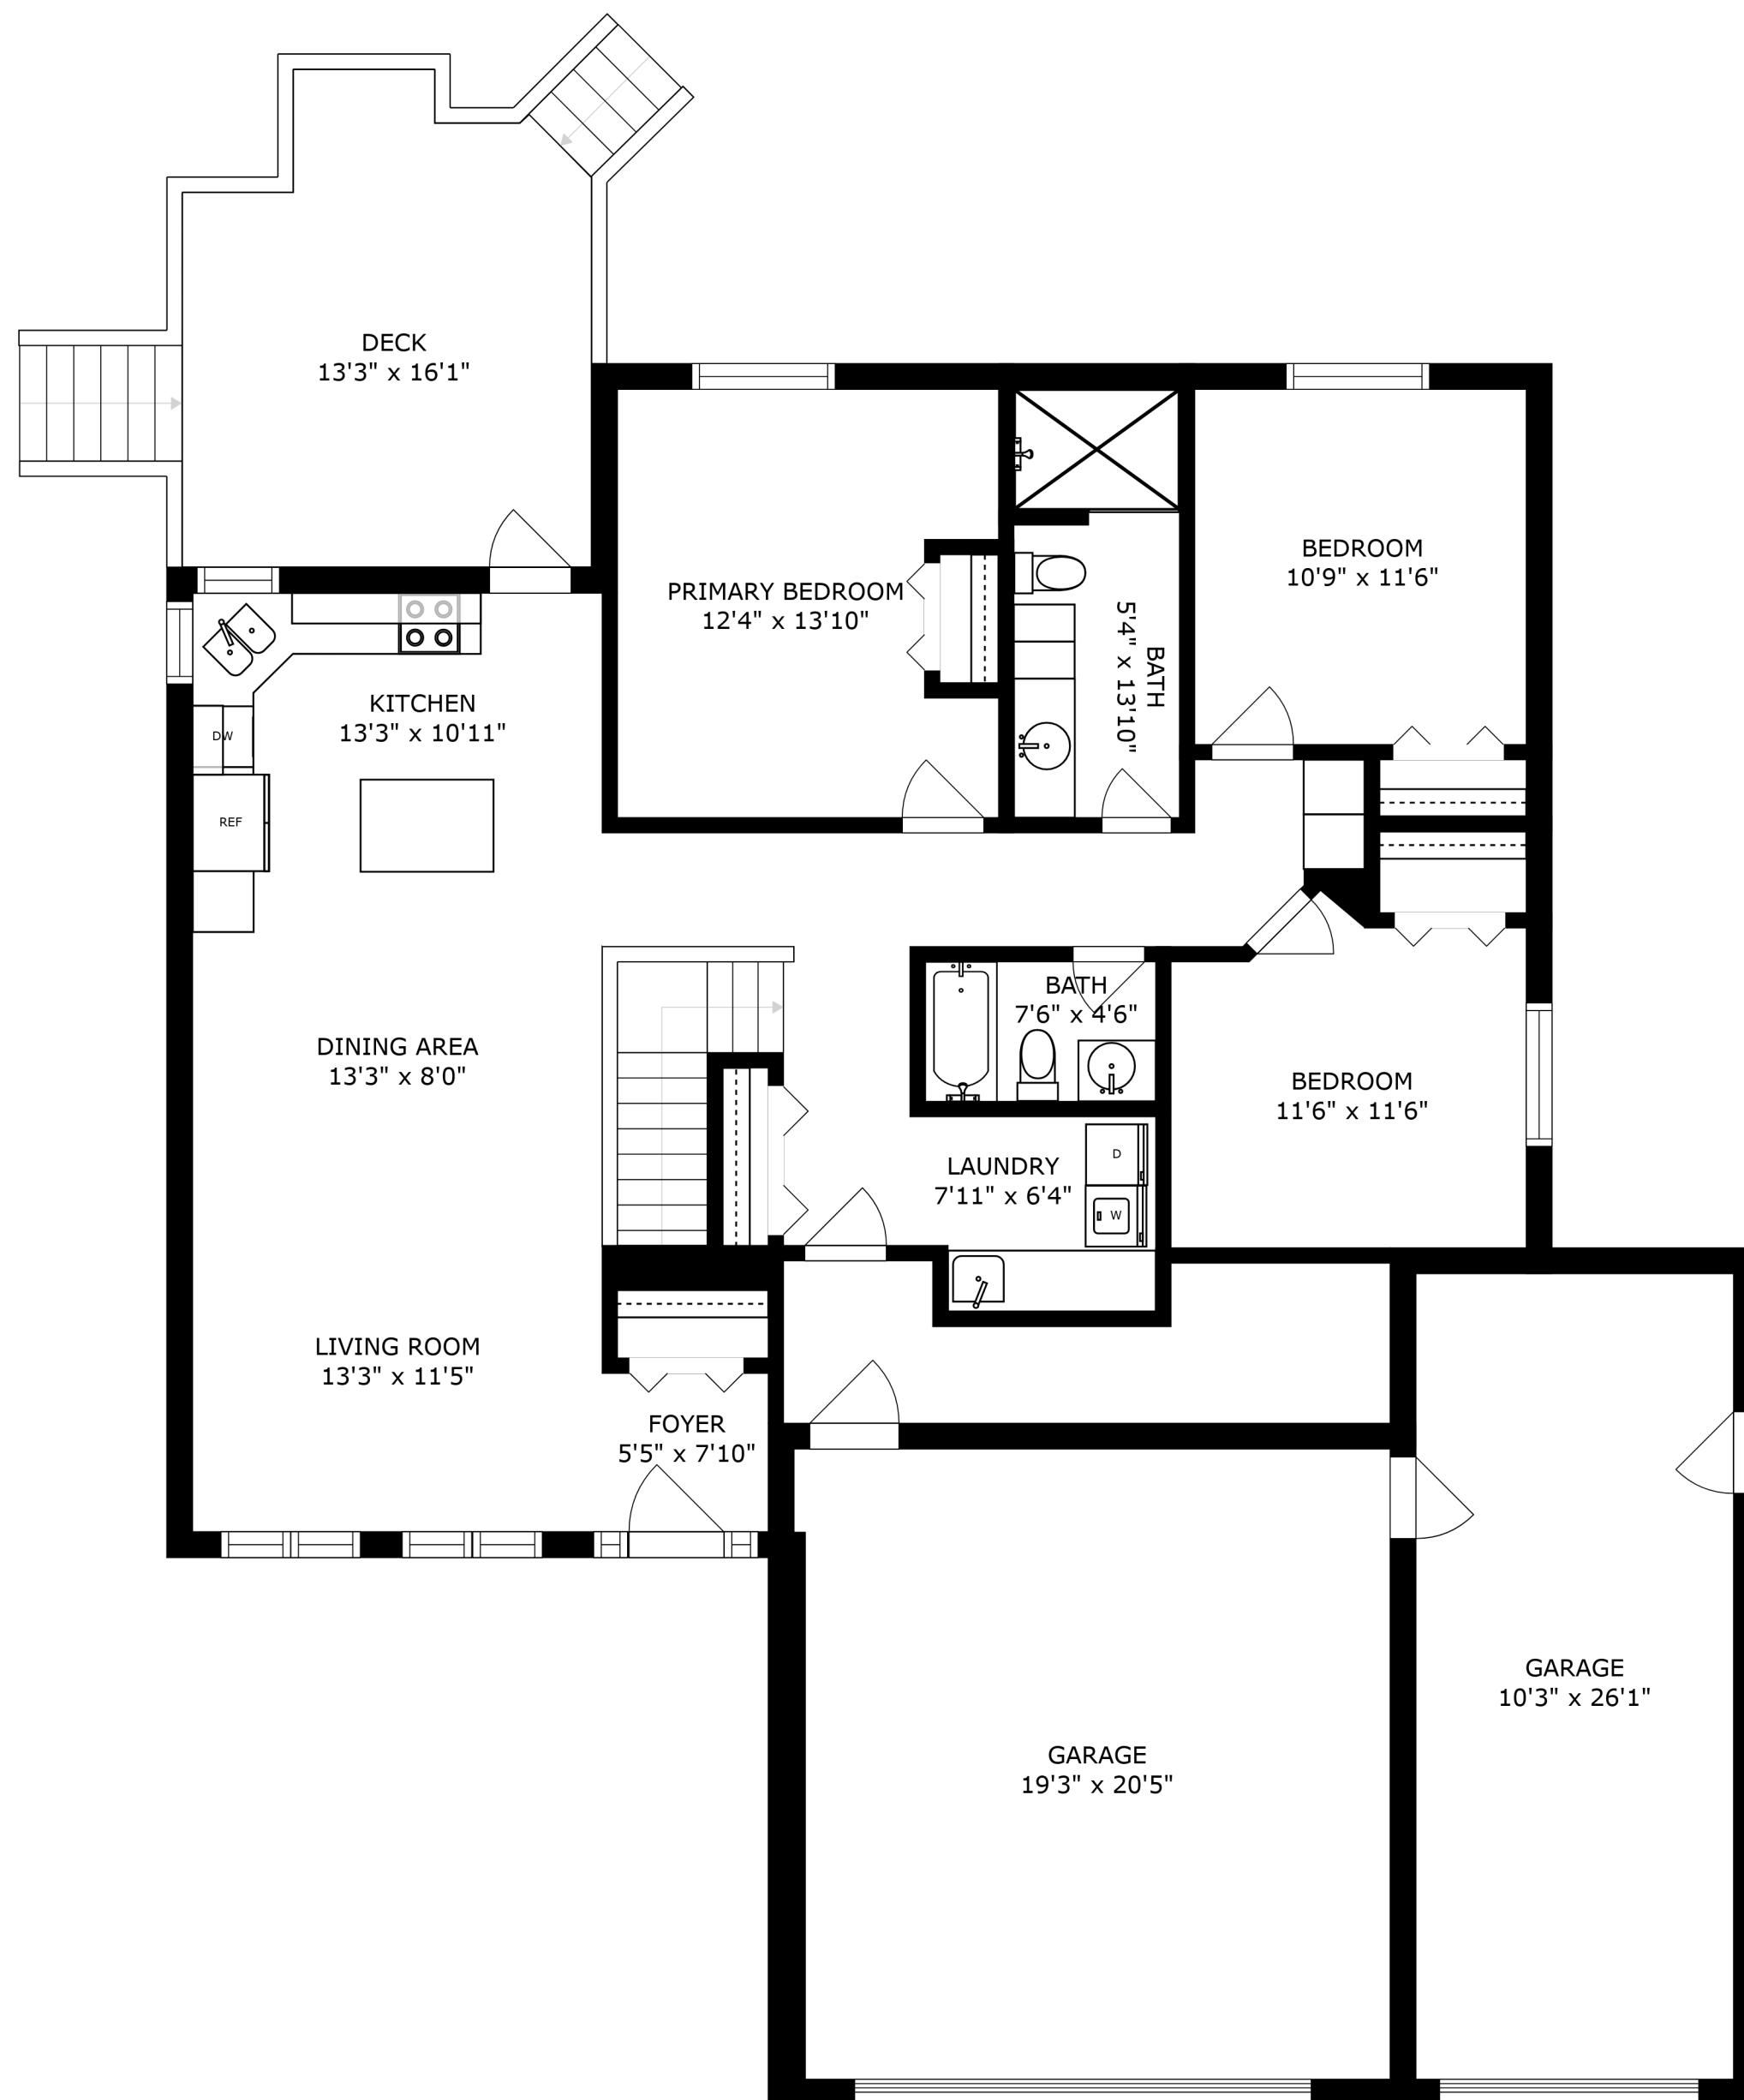 DECK
13'3" x 16'1"
BEDROOM
10'9" x 11'6"
PRIMARY BEDROOM
12'4" x 13'10"
BATH
5'4" x 13'10"
KITCHEN
13'3" x 10'11"
DW
REF
BATH
7'6" x 4'6"
DINING AREA
13'3" x 8'0"
BEDROOM
11'6" x 11'6"
LAUNDRY
7'11" x 6'4"
D
W
LIVING ROOM
13'3" x 11'5"
FOYER
5'5" x 7'10"
GARAGE
10'3" x 26'1"
GARAGE
19'3" x 20'5"